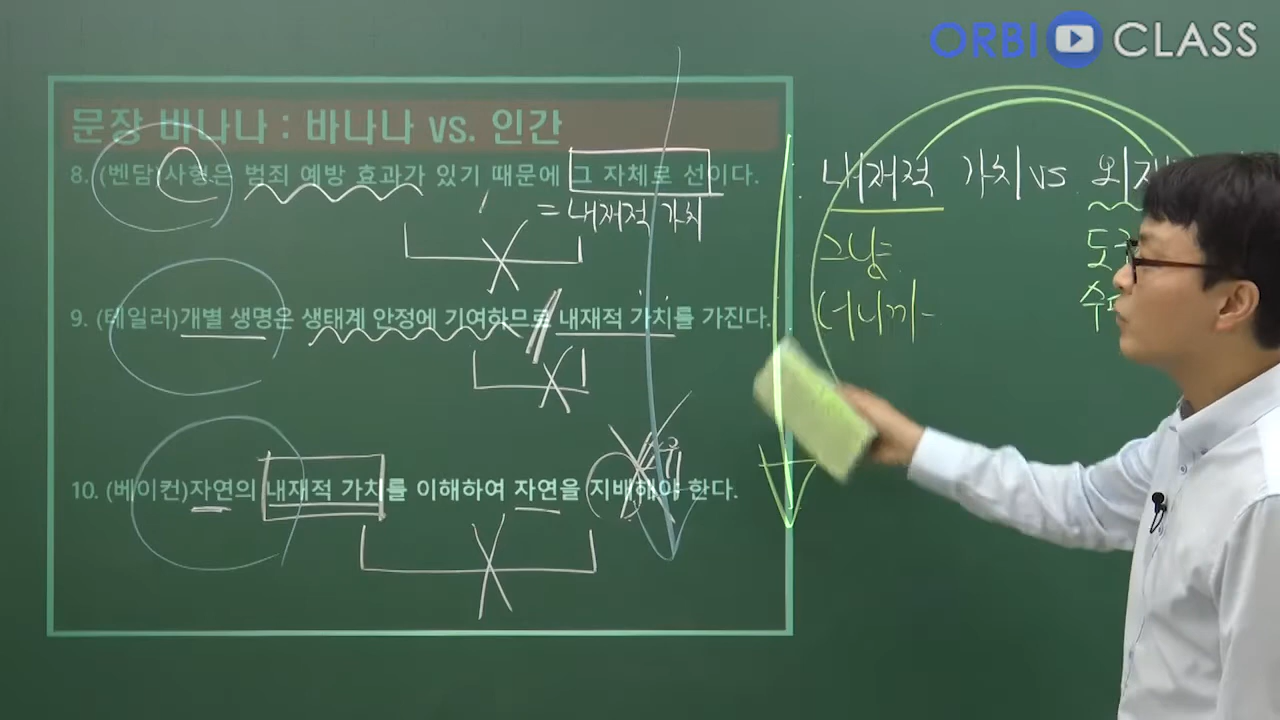 ORBI CLASS
문장 바나나 : 바나나 vs. 인간
8. (벤담)사형은 범죄 예방 효과가 있기 때문에 그 자체로 선이다.
= 내재적 가치
9. (테일러)개별 생명은 생태계 안정에 기여하므로 내재적 가치를 가진다.
10. (베이컨)자연의 내재적 가치를 이해하여 자연을 지배해야 한다.
내재적 가치 vs 외재
그냥
너니까